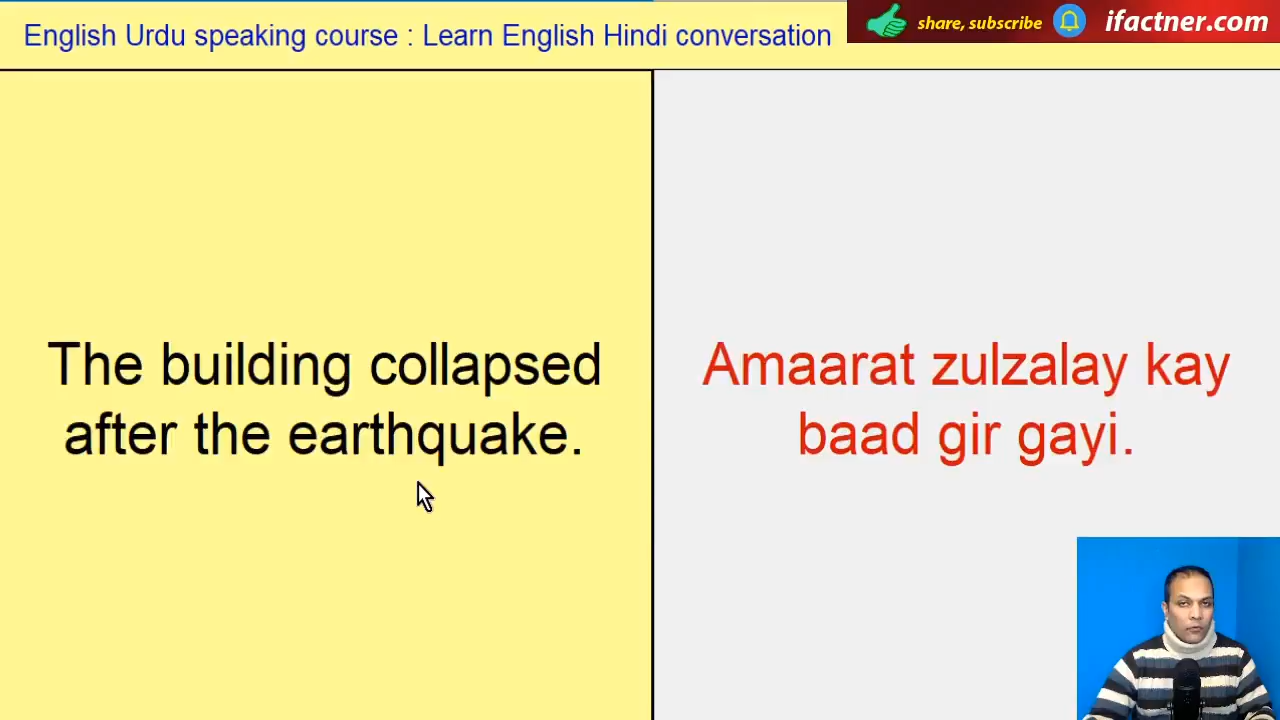 English Urdu speaking course : Learn English Hindi conversation
share, subscribe
ifactner.com
The building collapsed
after the earthquake.
Amaarat zulzalay kay
baad gir gayi.